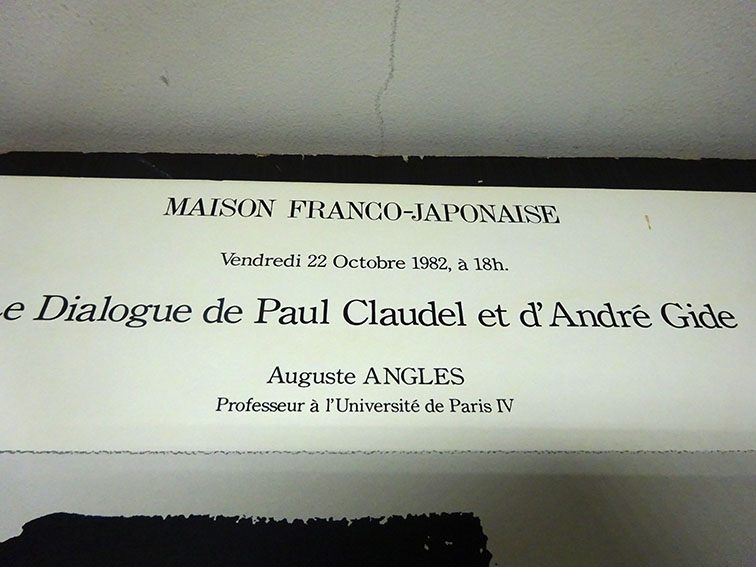 MAISON FRANCO-JAPONAISE
Vendredi 22 Octobre 1982, à 18h.
e Dialogue de Paul Claudel et d'André Gide
Auguste ANGLES
Professeur à l'Université de Paris IV